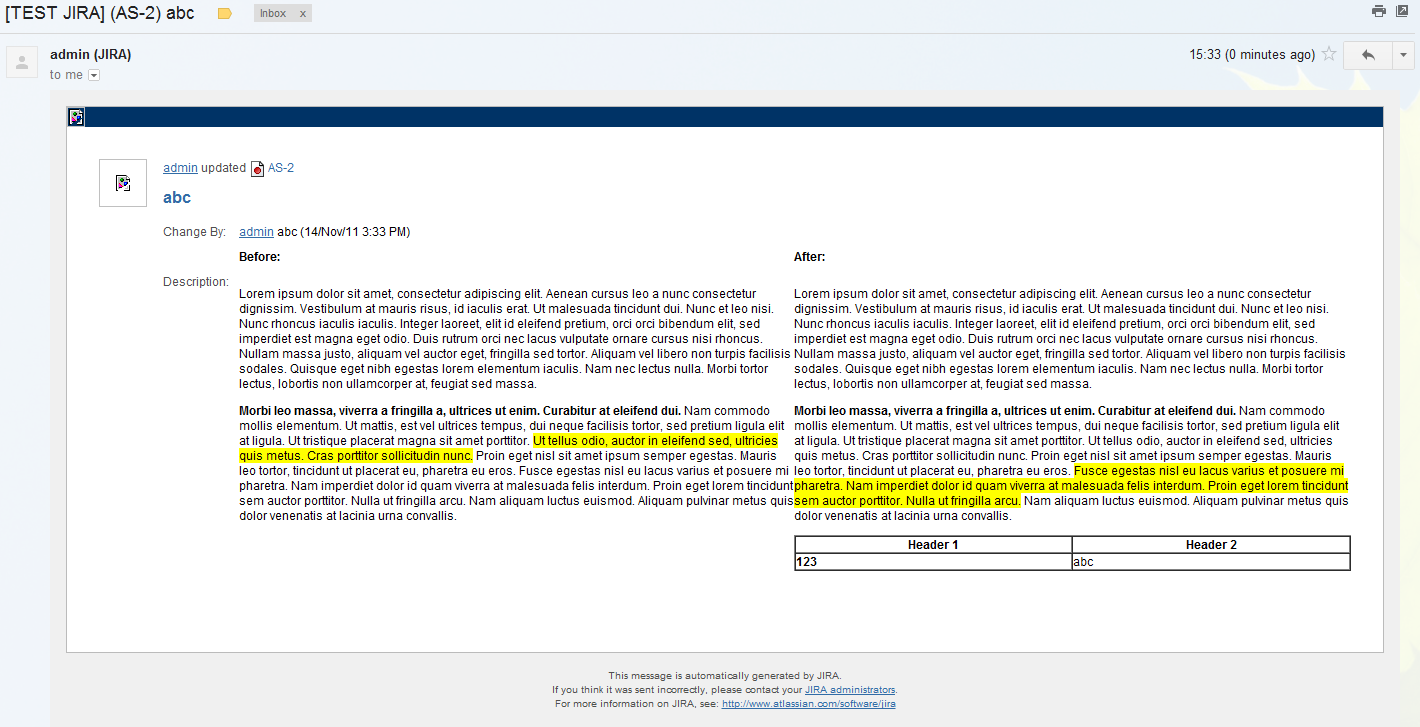 [TEST JIRA] (AS-2) abc Inbox x
admin (JIRA) 15:33 (0 minutes ago)
to me
admin updated AS-2
abc
Change By: admin abc (14/Nov/11 3:33 PM)
Before:
Description:
Lorem ipsum dolor sit amet, consectetur adipiscing elit. Aenean cursus leo a nunc consectetur
dignissim. Vestibulum at mauris risus, id iaculis erat. Ut malesuada tincidunt dui. Nunc et leo nisi.
Nunc rhoncus iaculis iaculis. Integer laoreet, elit id eleifend pretium, orci orci bibendum elit, sed
imperdiet est magna eget odio. Duis rutrum orci nec lacus vulputate ornare cursus nisi rhoncus.
Nullam massa justo, aliquam vel auctor eget, fringilla sed tortor. Aliquam vel libero non turpis facilisis
sodales. Quisque eget nibh egestas lorem elementum iaculis. Nam nec lectus nulla. Morbi tortor
lectus, lobortis non ullamcorper at, feugiat sed massa.
Morbi leo massa, viverra a fringilla a, ultrices ut enim. Curabitur at eleifend dui. Nam commodo
mollis elementum. Ut mattis, est vel ultrices tempus, dui neque facilisis tortor, sed pretium ligula elit
at ligula. Ut tristique placerat magna sit amet porttitor. Ut tellus odio, auctor in eleifend sed, ultricies
quis metus. Cras porttitor sollicitudin nunc. Proin eget nisl sit amet ipsum semper egestas. Mauris
leo tortor, tincidunt ut placerat eu, pharetra eu eros. Fusce egestas nisl eu lacus varius et posuere mi
pharetra. Nam imperdiet dolor id quam viverra at malesuada felis interdum. Proin eget lorem tincidunt
sem auctor porttitor. Nulla ut fringilla arcu. Nam aliquam luctus euismod. Aliquam pulvinar metus quis
dolor venenatis at lacinia urna convallis.
After:
Lorem ipsum dolor sit amet, consectetur adipiscing elit. Aenean cursus leo a nunc consectetur
dignissim. Vestibulum at mauris risus, id iaculis erat. Ut malesuada tincidunt dui. Nunc et leo nisi.
Nunc rhoncus iaculis iaculis. Integer laoreet, elit id eleifend pretium, orci orci bibendum elit, sed
imperdiet est magna eget odio. Duis rutrum orci nec lacus vulputate ornare cursus nisi rhoncus.
Nullam massa justo, aliquam vel auctor eget, fringilla sed tortor. Aliquam vel libero non turpis facilisis
sodales. Quisque eget nibh egestas lorem elementum iaculis. Nam nec lectus nulla. Morbi tortor
lectus, lobortis non ullamcorper at, feugiat sed massa.
Morbi leo massa, viverra a fringilla a, ultrices ut enim. Curabitur at eleifend dui. Nam commodo
mollis elementum. Ut mattis, est vel ultrices tempus, dui neque facilisis tortor, sed pretium ligula elit
at ligula. Ut tristique placerat magna sit amet porttitor. Ut tellus odio, auctor in eleifend sed, ultricies
quis metus. Cras porttitor sollicitudin nunc. Proin eget nisl sit amet ipsum semper egestas. Mauris
leo tortor, tincidunt ut placerat eu, pharetra eu eros. Fusce egestas nisl eu lacus varius et posuere mi
pharetra. Nam imperdiet dolor id quam viverra at malesuada felis interdum. Proin eget lorem tincidunt
sem auctor porttitor. Nulla ut fringilla arcu. Nam aliquam luctus euismod. Aliquam pulvinar metus quis
dolor venenatis at lacinia urna convallis.
Header 1 Header 2
123 abc
This message is automatically generated by JIRA.
If you think it was sent incorrectly, please contact your JIRA administrators.
For more information on JIRA, see: http://www.atlassian.com/software/jira